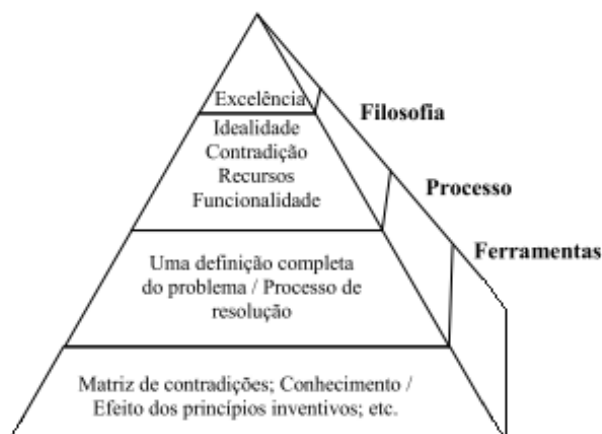 Excelência
Idealidade
Contradição
Recursos
Funcionalidade
Uma definição completa
do problema / Processo de
resolução
Matriz de contradições; Conhecimento /
Efeito dos princípios inventivos; etc.
Filosofia
Processo
Ferramentas